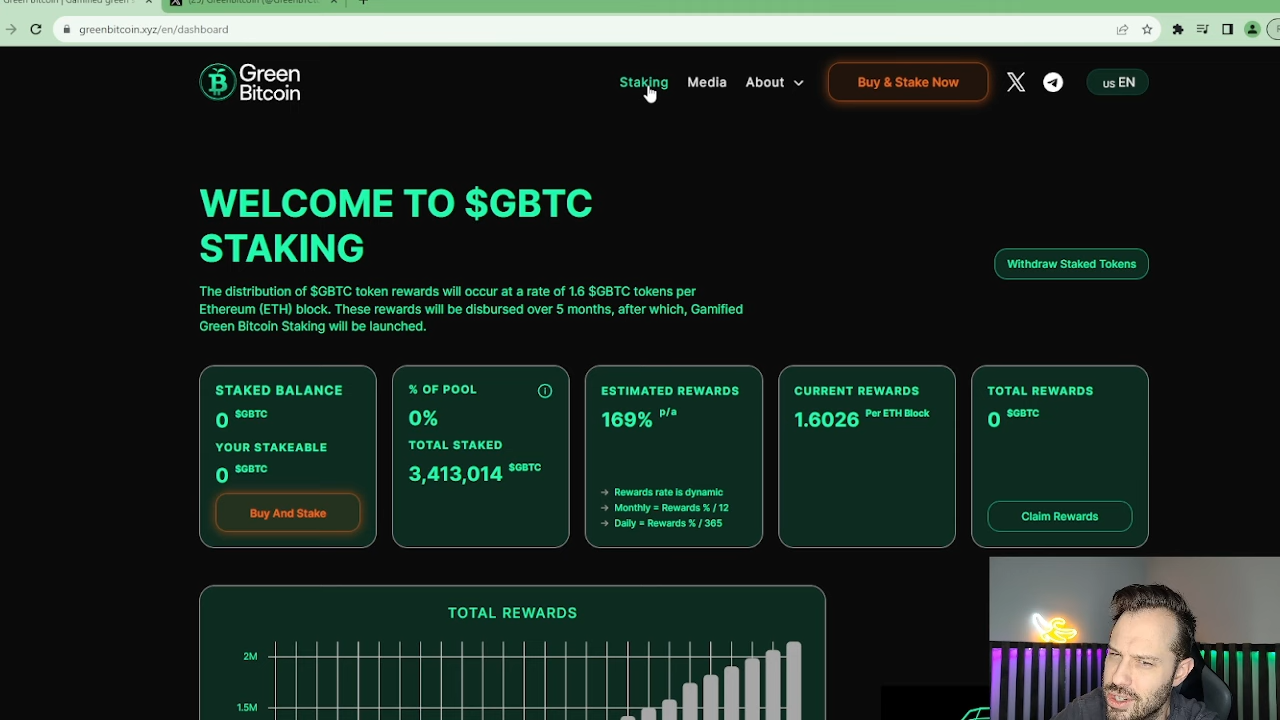 greenbitcoin.xyz/en/dashboard
Green
Bitcoin
Staking
Media
About
Buy & Stake Now
us EN
WELCOME TO $GBTC
STAKING
Withdraw Staked Tokens
The distribution of $GBTC token rewards will occur at a rate of 1.6 $GBTC tokens per
Ethereum (ETH) block. These rewards will be disbursed over 5 months, after which, Gamified
Green Bitcoin Staking will be launched.
STAKED BALANCE
0 $GBTC
YOUR STAKEABLE
0 $GBTC
Buy And Stake
% OF POOL
0%
TOTAL STAKED
3,413,014 $GBTC
ESTIMATED REWARDS
169% p/a
→ Rewards rate is dynamic
→ Monthly = Rewards % / 12
→ Daily = Rewards % / 365
CURRENT REWARDS
1.6026 Per ETH Block
TOTAL REWARDS
0 $GBTC
Claim Rewards
TOTAL REWARDS
2M
1.5M